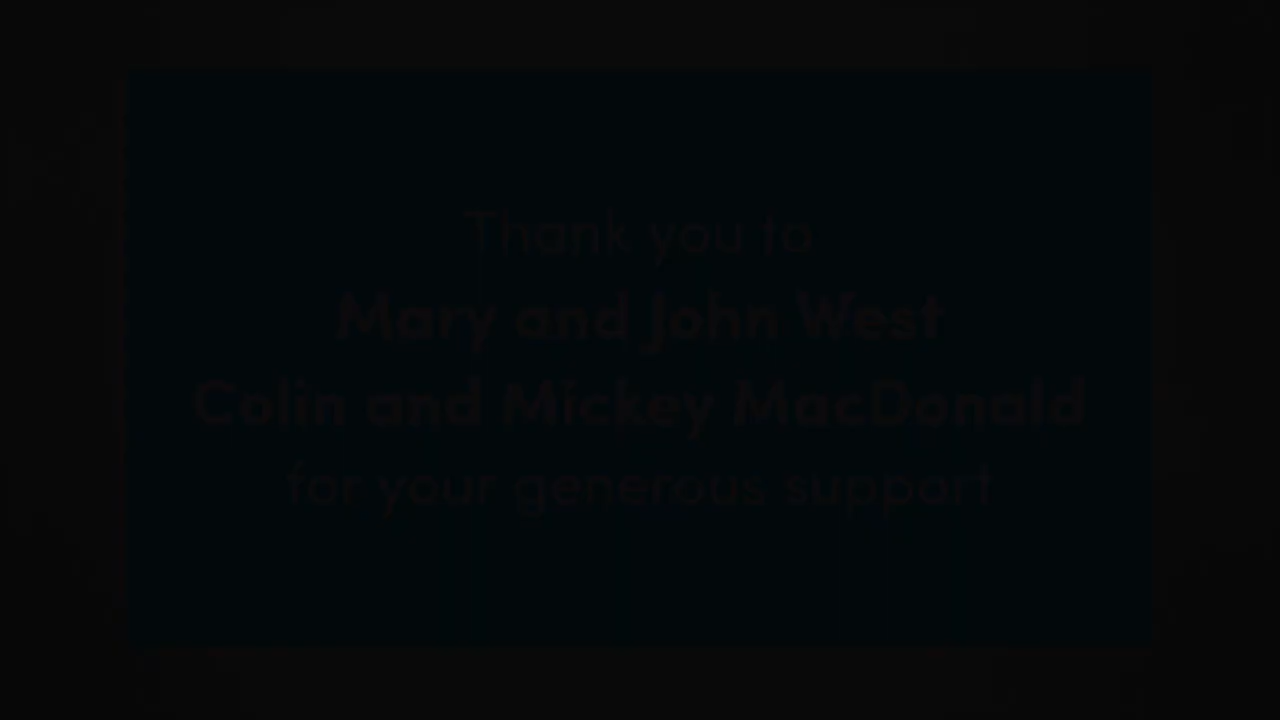 Thank you to
Mary and John West
Colin and Mickey MacDonald
for your generous support